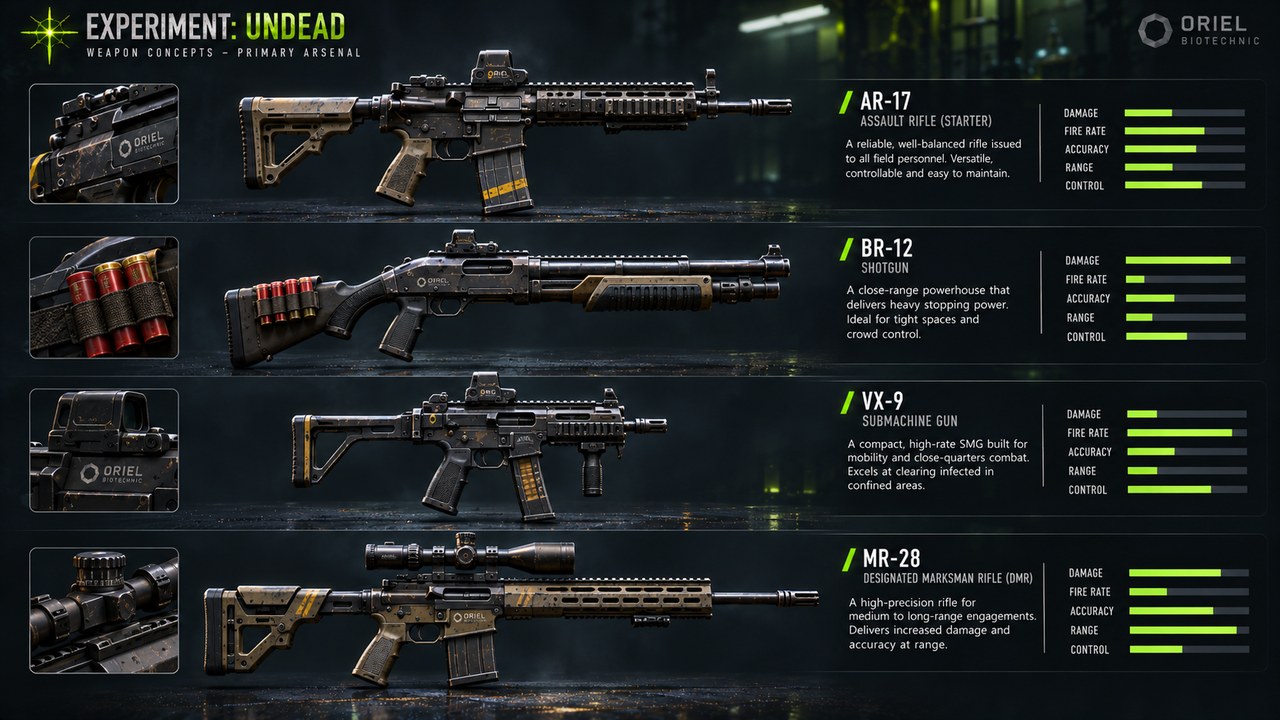 EXPERIMENT: UNDEAD
WEAPON CONCEPTS – PRIMARY ARSENAL
ORIEL
BIOTECHNIC
ORIEL
BIOTECHNIC
ORIEL
AR-17
ASSAULT RIFLE (STARTER)
A reliable, well-balanced rifle issued
to all field personnel. Versatile,
controllable and easy to maintain.
DAMAGE
FIRE RATE
ACCURACY
RANGE
CONTROL
ORIEL
BR-12
SHOTGUN
A close-range powerhouse that
delivers heavy stopping power.
Ideal for tight spaces and
crowd control.
DAMAGE
FIRE RATE
ACCURACY
RANGE
CONTROL
ORIEL
BIOTECHNIC
VX-9
SUBMACHINE GUN
A compact, high-rate SMG built for
mobility and close-quarters combat.
Excels at clearing infected in
confined areas.
DAMAGE
FIRE RATE
ACCURACY
RANGE
CONTROL
ORIEL
MR-28
DESIGNATED MARKSMAN RIFLE (DMR)
A high-precision rifle for
medium to long-range engagements.
Delivers increased damage and
accuracy at range.
DAMAGE
FIRE RATE
ACCURACY
RANGE
CONTROL